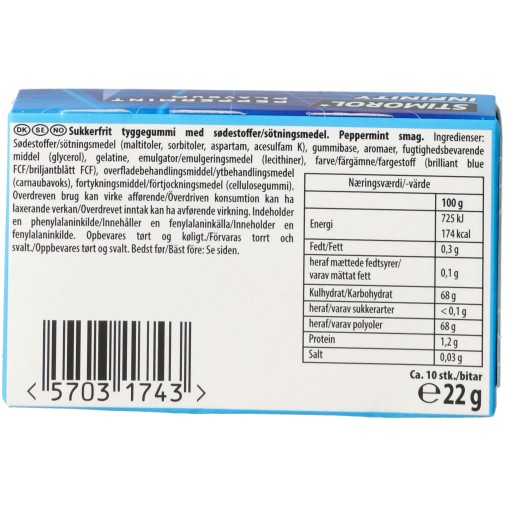 STIMOROL
INFINITY
PEPPERMINT
FLAVOUR
DK SE NO Sukkerfrit tyggegummi med sødestoffer/sötningsmedel. Peppermint smag. Ingredienser:
Sødestoffer/sötningsmedel (maltitoler, sorbitoler, aspartam, acesulfam K), gummibase, aromaer, fugtighedsbevarende
middel (glycerol), gelatine, emulgator/emulgeringsmedel (lecithiner), farve/färgämne/fargestoff (brilliant blue
FCF/briljantblått FCF), overfladebehandlingsmiddel/ytbehandlingsmedel
(carnaubavoks), fortykningsmiddel/förtjockningsmedel (cellulosegummi).
Overdreven brug kan virke afførende/Överdriven konsumtion kan ha
laxerande verkan/Overdrevet inntak kan ha avførende virkning. Indeholder
en phenylalaninkilde/Innehåller en fenylalaninkälla/Inneholder en
fenylalaninkilde. Opbevares tørt og køligt./Förvaras torrt och
svalt./Oppbevares tørt og svalt. Bedst før/Bäst före: Se siden.
Næringsværdi/-värde
100 g
Energi 725 kJ
174 kcal
Fedt/Fett 0,3 g
heraf mættede fedtsyrer/
varav mättat fett 0,1 g
Kulhydrat/Karbohydrat 68 g
heraf/varav sukkerarter < 0,1 g
heraf/varav polyoler 68 g
Protein 1,2 g
Salt 0,03 g
Ca. 10 stk./bitar
℮22 g
< 5703 1743 >